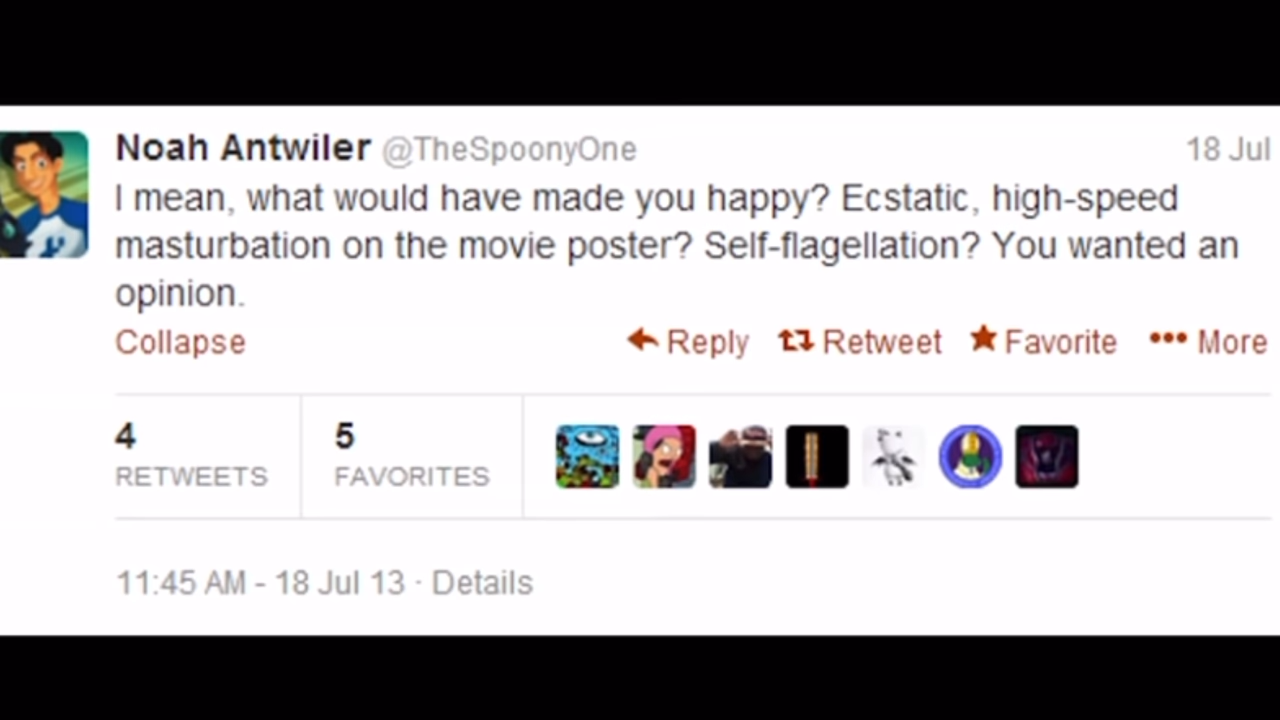 Noah Antwiler @TheSpoonyOne 18 Jul
I mean, what would have made you happy? Ecstatic, high-speed
masturbation on the movie poster? Self-flagellation? You wanted an
opinion.
Collapse Reply Retweet Favorite More
4 5
RETWEETS FAVORITES
11:45 AM - 18 Jul 13 · Details